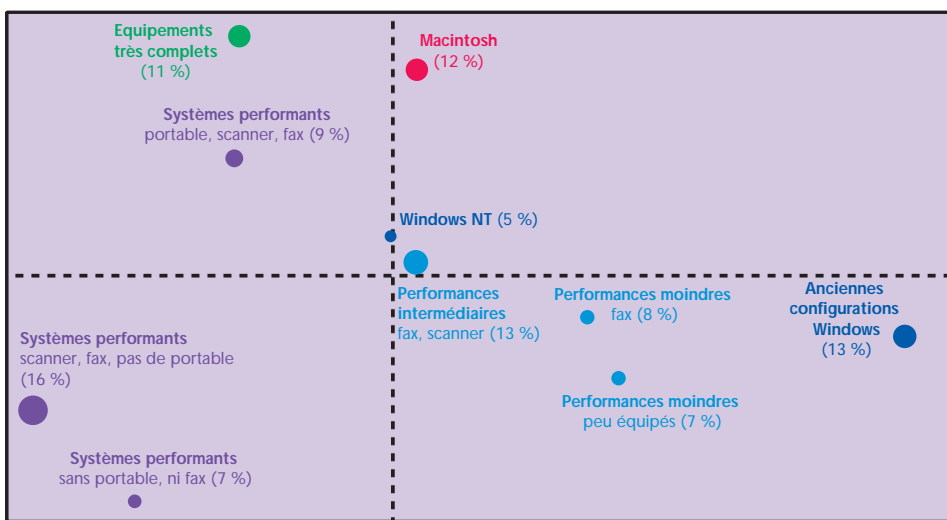 Equipements
très complets
(11 %)
Macintosh
(12 %)
Systèmes performants
portable, scanner, fax (9 %)
Windows NT (5 %)
Performances
intermédiaires
fax, scanner (13 %)
Performances moindres
fax (8 %)
Anciennes
configurations
Windows
(13 %)
Systèmes performants
scanner, fax, pas de portable
(16 %)
Performances moindres
peu équipés (7 %)
Systèmes performants
sans portable, ni fax (7 %)